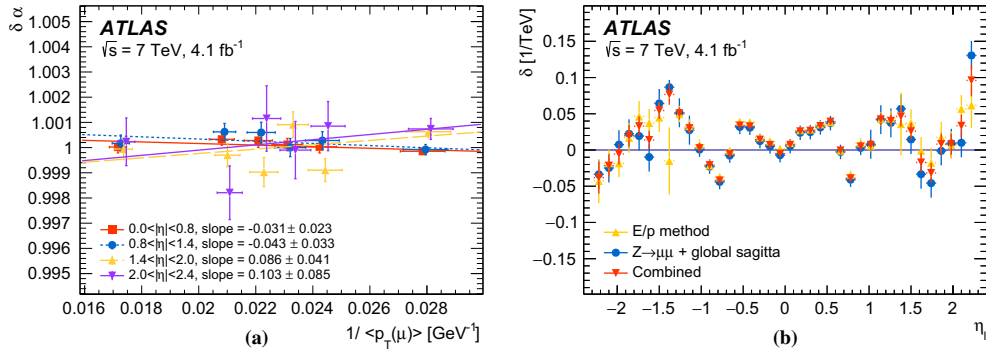 δ α
1.005
1.004
1.003
1.002
1.001
1.000
1
0.999
0.998
0.997
0.996
0.995
ATLAS
√s = 7 TeV, 4.1 fb⁻¹
0.0<|η|<0.8, slope = -0.031 ± 0.023
0.8<|η|<1.4, slope = -0.043 ± 0.033
1.4<|η|<2.0, slope = 0.086 ± 0.041
2.0<|η|<2.4, slope = 0.103 ± 0.085
0.016 0.018 0.02 0.022 0.024 0.026 0.028
(a) 1/ <p_T(μ)> [GeV⁻¹]
δ [1/TeV]
0.15
0.1
0.05
0
−0.05
−0.1
−0.15
ATLAS
√s = 7 TeV, 4.1 fb⁻¹
E/p method
Z→μμ + global sagitta
Combined
−2 −1.5 −1 −0.5 0 0.5 1 1.5 2
(b) η_l